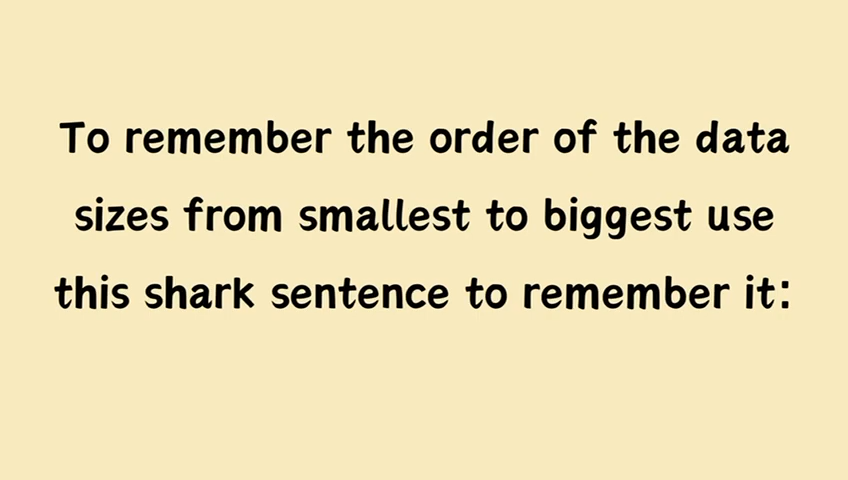 To remember the order of the data
sizes from smallest to biggest use
this shark sentence to remember it: